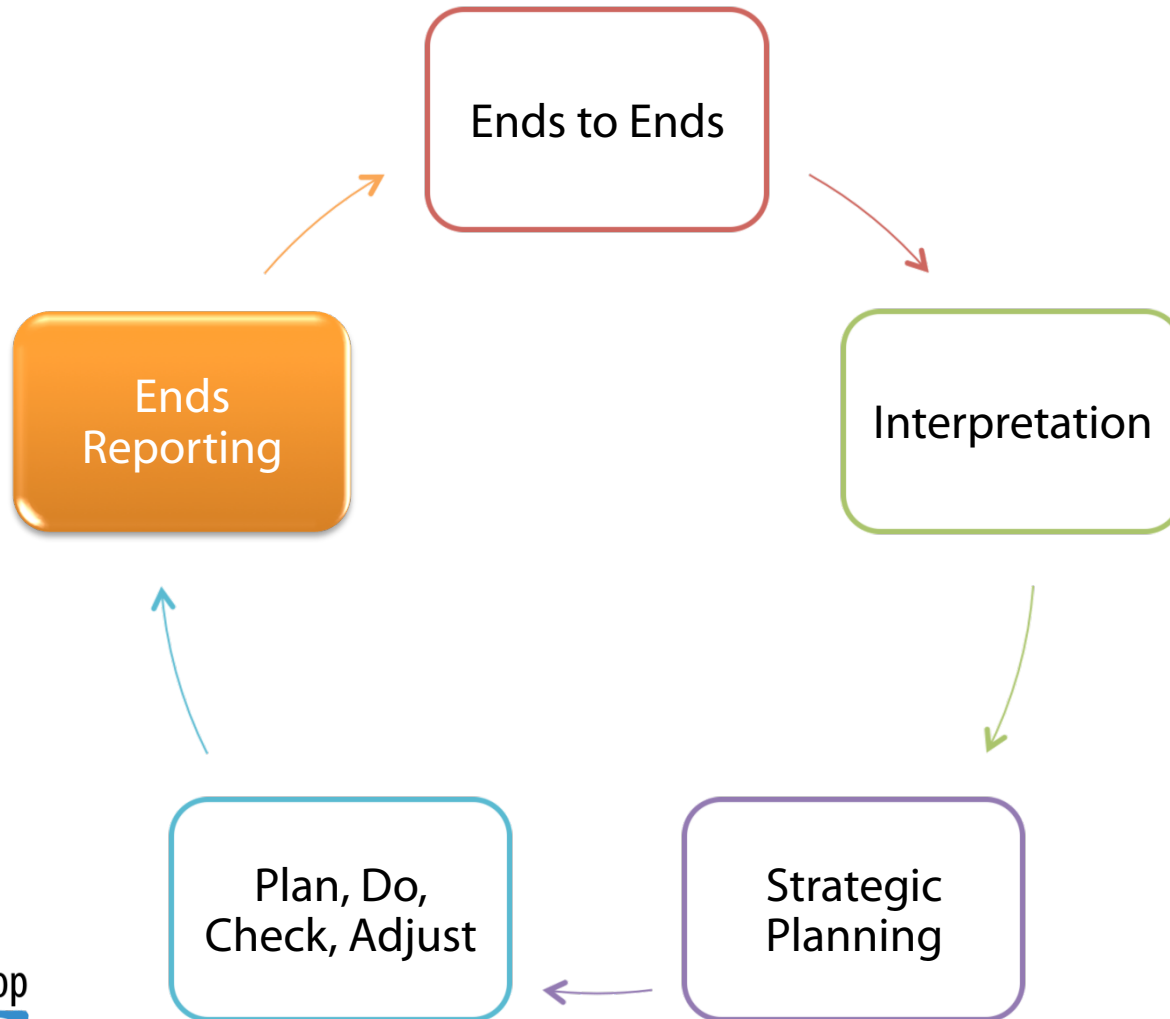 Ends to Ends
Interpretation
Strategic
Planning
Plan, Do,
Check, Adjust
Ends
Reporting